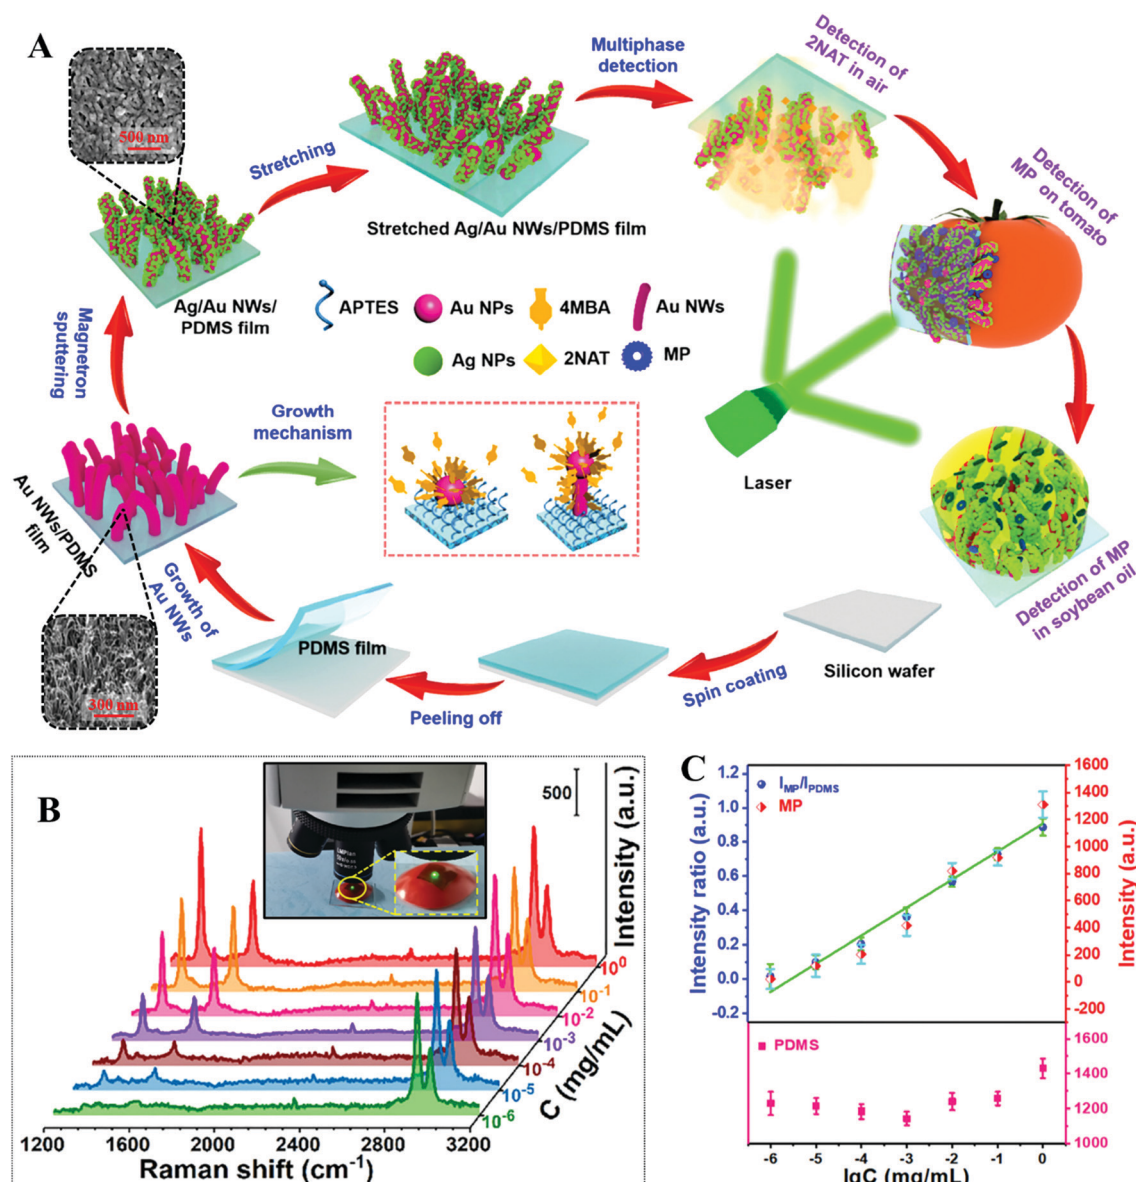 A
500 nm
Stretching
Stretched Ag/Au NWs/PDMS film
Multiphase
detection
Detection of
2NAT in air
Detection of
MP on tomato
Ag/Au NWs/
PDMS film
APTES
Au NPs
4MBA
Au NWs
Ag NPs
2NAT
MP
Magnetron
sputtering
Growth
mechanism
Laser
Au NWs/PDMS
film
300 nm
Growth of
Au NWs
PDMS film
Peeling off
Spin coating
Silicon wafer
Detection of MP
in soybean oil
B
500
Intensity (a.u.)
10⁰
10⁻¹
10⁻²
10⁻³
10⁻⁴
10⁻⁵
10⁻⁶
C (mg/mL)
1200
1600
2000
2400
2800
3200
Raman shift (cm⁻¹)
C
I_MP/I_PDMS
MP
Intensity ratio (a.u.)
1.2
1.0
0.8
0.6
0.4
0.2
0.0
-0.2
1600
1400
1200
1000
800
600
400
200
0
-200
Intensity (a.u.)
PDMS
1600
1400
1200
1000
-6
-5
-4
-3
-2
-1
0
lgC (mg/mL)